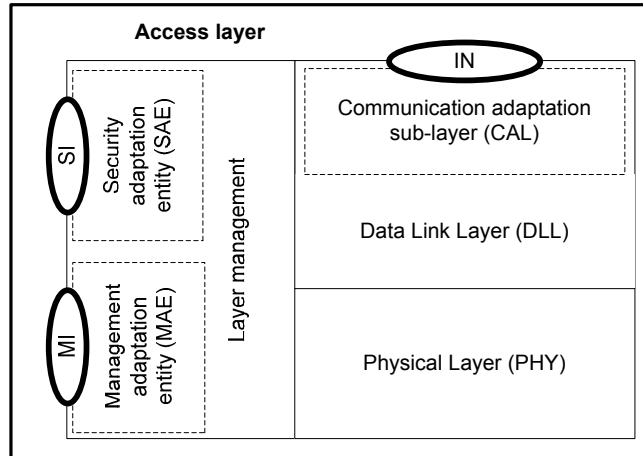 Access layer
IN
Communication adaptation
sub-layer (CAL)
SI
Security
adaptation
entity (SAE)
Layer management
Data Link Layer (DLL)
MI
Management
adaptation
entity (MAE)
Physical Layer (PHY)